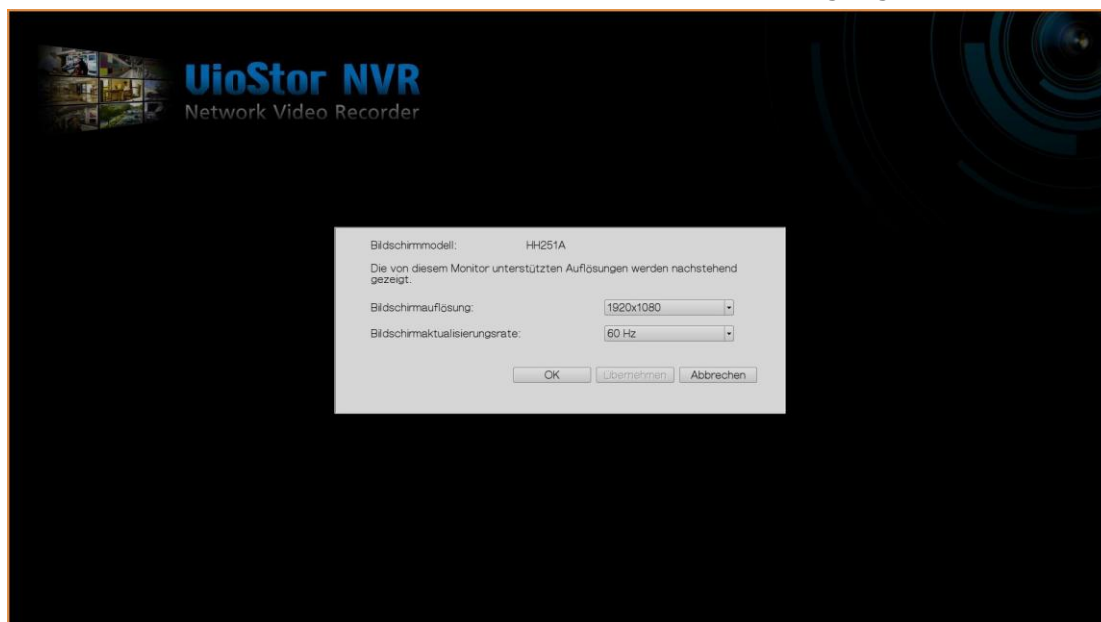 VioStor NVR
Network Video Recorder
Bildschirmmodell: HH251A
Die von diesem Monitor unterstützten Auflösungen werden nachstehend
gezeigt.
Bildschirmauflösung: 1920x1080
Bildschirmaktualisierungsrate: 60 Hz
OK Übernehmen Abbrechen